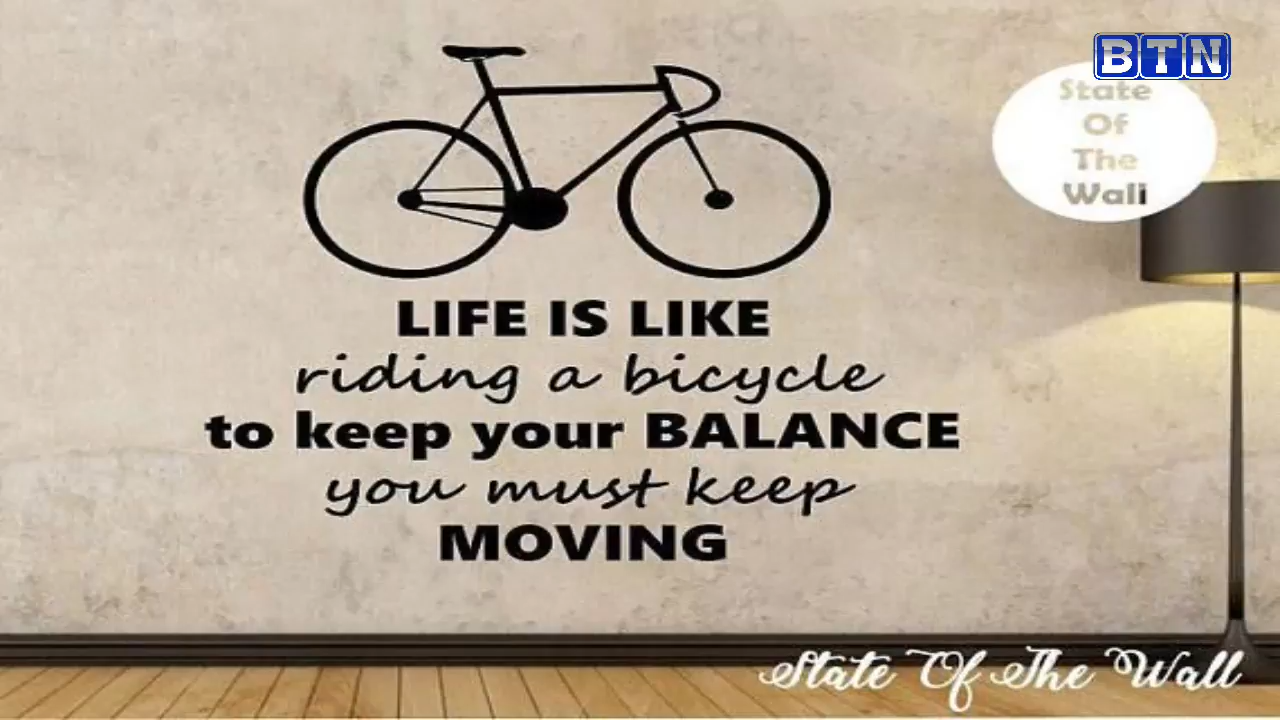 BTN
State
Of
The
Wall
LIFE IS LIKE
riding a bicycle
to keep your BALANCE
you must keep
MOVING
State Of The Wall